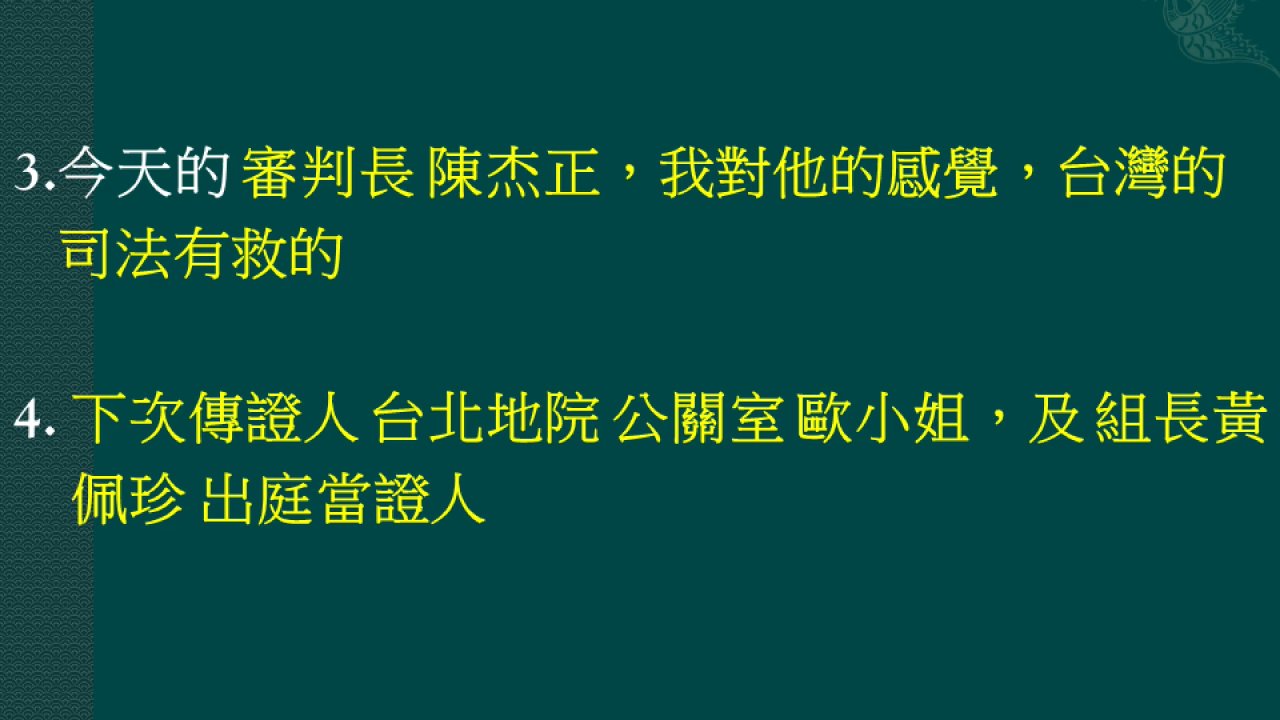 3.今天的 審判長 陳杰正，我對他的感覺，台灣的
司法有救的
4. 下次傳證人 台北地院 公關室 歐小姐，及 組長黃
佩珍 出庭當證人